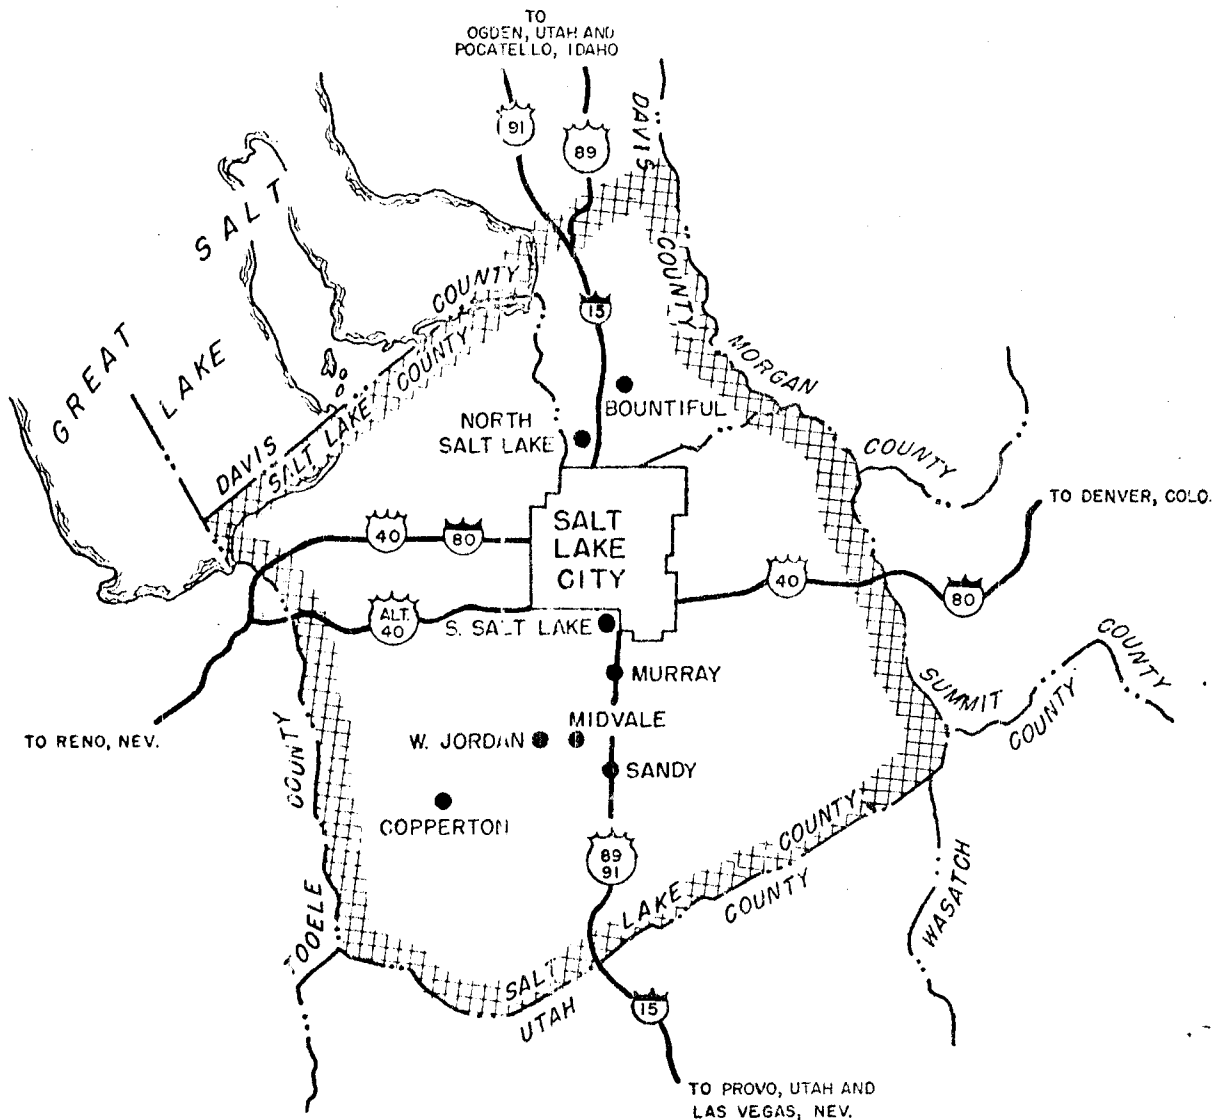 TO
OGDEN, UTAH AND
POCATELLO, IDAHO
91
89
DAVIS
COUNTY
GREAT
SALT
LAKE
DAVIS
COUNTY
SALT LAKE
COUNTY
15
MORGAN
COUNTY
BOUNTIFUL
NORTH
SALT LAKE
TO DENVER, COLO.
40
80
SALT
LAKE
CITY
40
80
ALT.
40
S. SALT LAKE
MURRAY
SUMMIT
COUNTY
COUNTY
TO RENO, NEV.
MIDVALE
W. JORDAN
SANDY
COPPERTON
TOOELE
COUNTY
89
91
SALT
LAKE
COUNTY
UTAH
COUNTY
WASATCH
15
TO PROVO, UTAH AND
LAS VEGAS, NEV.